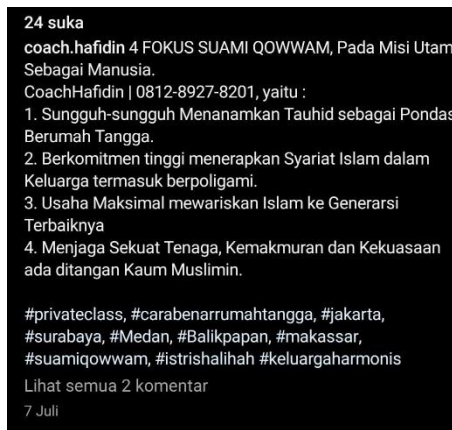 24 suka
coach.hafidin 4 FOKUS SUAMI QOWWAM, Pada Misi Utam
Sebagai Manusia.
CoachHafidin | 0812-8927-8201, yaitu :
1. Sungguh-sungguh Menanamkan Tauhid sebagai Pondas
Berumah Tangga.
2. Berkomitmen tinggi menerapkan Syariat Islam dalam
Keluarga termasuk berpoligami.
3. Usaha Maksimal mewariskan Islam ke Generarsi
Terbaiknya
4. Menjaga Sekuat Tenaga, Kemakmuran dan Kekuasaan
ada ditangan Kaum Muslimin.
#privateclass, #carabenarrumahtangga, #jakarta,
#surabaya, #Medan, #Balikpapan, #makassar,
#suamiqowwam, #istrishalihah #keluargaharmonis
Lihat semua 2 komentar
7 Juli